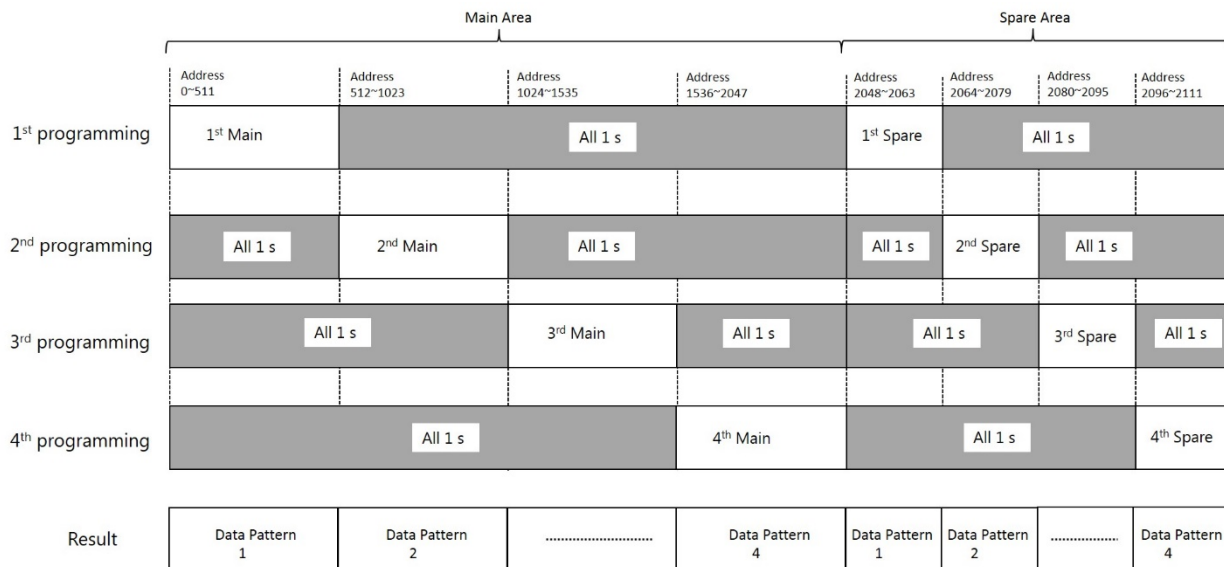 Main Area Spare Area
Address Address Address Address Address Address Address Address
0~511 512~1023 1024~1535 1536~2047 2048~2063 2064~2079 2080~2095 2096~2111
1st programming 1st Main All 1 s 1st Spare All 1 s
2nd programming All 1 s 2nd Main All 1 s All 1 s 2nd Spare All 1 s
3rd programming All 1 s 3rd Main All 1 s All 1 s 3rd Spare All 1 s
4th programming All 1 s 4th Main All 1 s 4th Spare
Result Data Pattern Data Pattern ........................... Data Pattern Data Pattern Data Pattern ................ Data Pattern
1 2 4 1 2 4